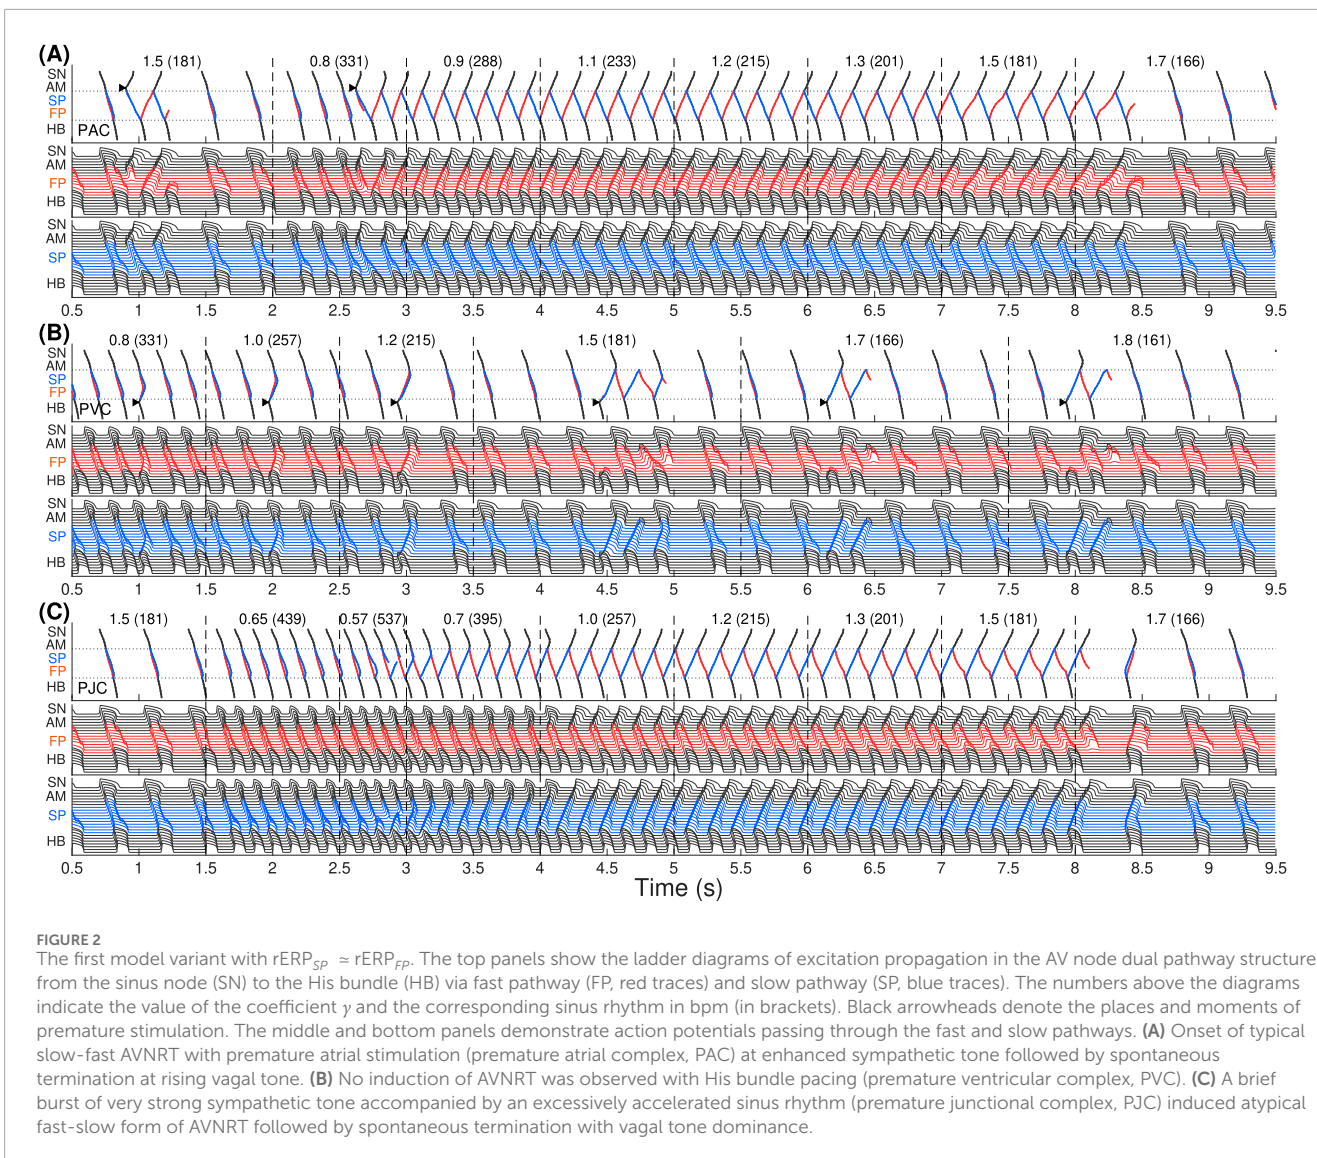 (A)
1.5 (181) 0.8 (331) 0.9 (288) 1.1 (233) 1.2 (215) 1.3 (201) 1.5 (181) 1.7 (166)
SN
AM
SP
FP
HB PAC
SN
AM
FP
HB
SN
AM
SP
HB
0.5 1 1.5 2 2.5 3 3.5 4 4.5 5 5.5 6 6.5 7 7.5 8 8.5 9 9.5
(B)
0.8 (331) 1.0 (257) 1.2 (215) 1.5 (181) 1.7 (166) 1.8 (161)
SN
AM
SP
FP
HB PVC
SN
AM
FP
HB
SN
AM
SP
HB
0.5 1 1.5 2 2.5 3 3.5 4 4.5 5 5.5 6 6.5 7 7.5 8 8.5 9 9.5
(C)
1.5 (181) 0.65 (439) 0.57 (537) 0.7 (395) 1.0 (257) 1.2 (215) 1.3 (201) 1.5 (181) 1.7 (166)
SN
AM
SP
FP
HB PJC
SN
AM
FP
HB
SN
AM
SP
HB
0.5 1 1.5 2 2.5 3 3.5 4 4.5 5 5.5 6 6.5 7 7.5 8 8.5 9 9.5
Time (s)
FIGURE 2
The first model variant with rERP_SP ≃ rERP_FP. The top panels show the ladder diagrams of excitation propagation in the AV node dual pathway structure
from the sinus node (SN) to the His bundle (HB) via fast pathway (FP, red traces) and slow pathway (SP, blue traces). The numbers above the diagrams
indicate the value of the coefficient γ and the corresponding sinus rhythm in bpm (in brackets). Black arrowheads denote the places and moments of
premature stimulation. The middle and bottom panels demonstrate action potentials passing through the fast and slow pathways. (A) Onset of typical
slow-fast AVNRT with premature atrial stimulation (premature atrial complex, PAC) at enhanced sympathetic tone followed by spontaneous
termination at rising vagal tone. (B) No induction of AVNRT was observed with His bundle pacing (premature ventricular complex, PVC). (C) A brief
burst of very strong sympathetic tone accompanied by an excessively accelerated sinus rhythm (premature junctional complex, PJC) induced atypical
fast-slow form of AVNRT followed by spontaneous termination with vagal tone dominance.